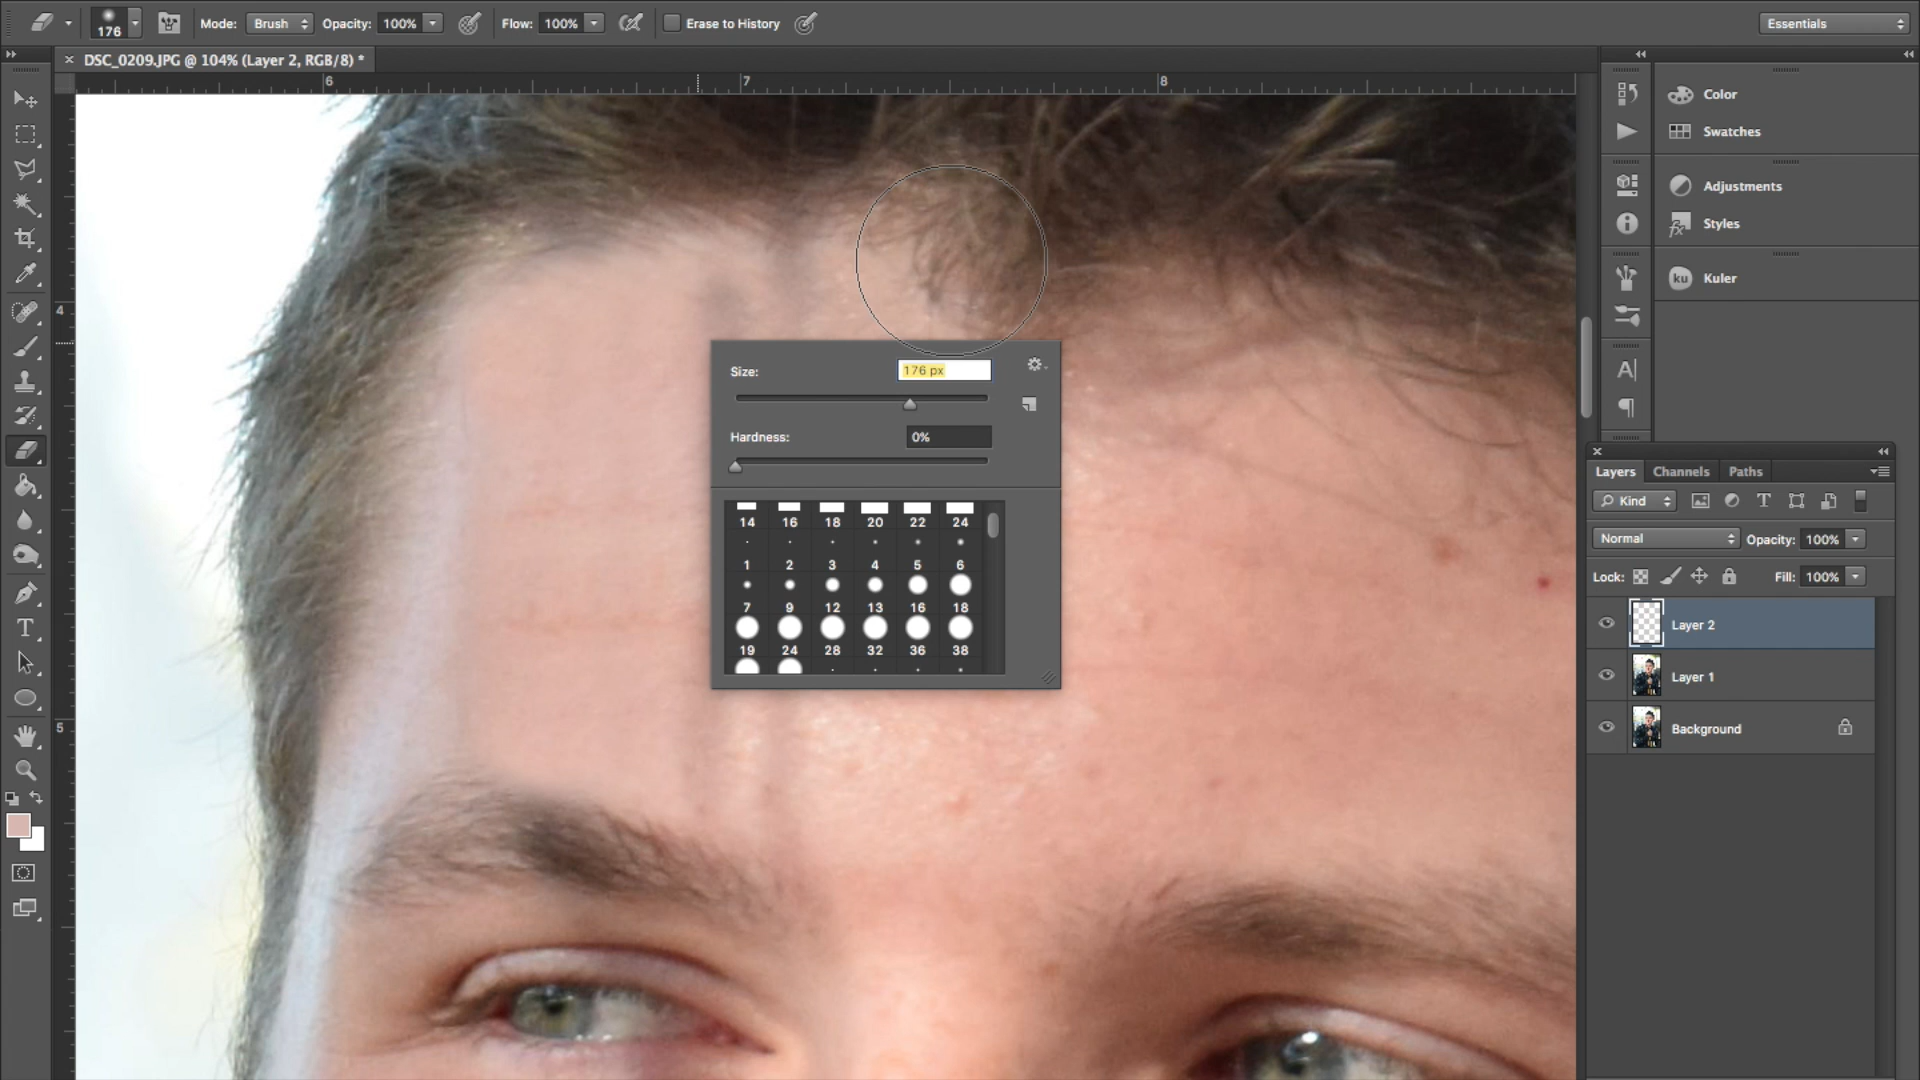 176
Mode: Brush Opacity: 100% Flow: 100% Erase to History
Essentials
× DSC_0209.JPG @ 104% (Layer 2, RGB/8) *
6 7 8
4
5
Color
Swatches
Adjustments
Styles
ku Kuler
Size: 176 px
Hardness: 0%
14 16 18 20 22 24
1 2 3 4 5 6
7 9 12 13 16 18
19 24 28 32 36 38
Layers Channels Paths
Kind
Normal Opacity: 100%
Lock: Fill: 100%
Layer 2
Layer 1
Background